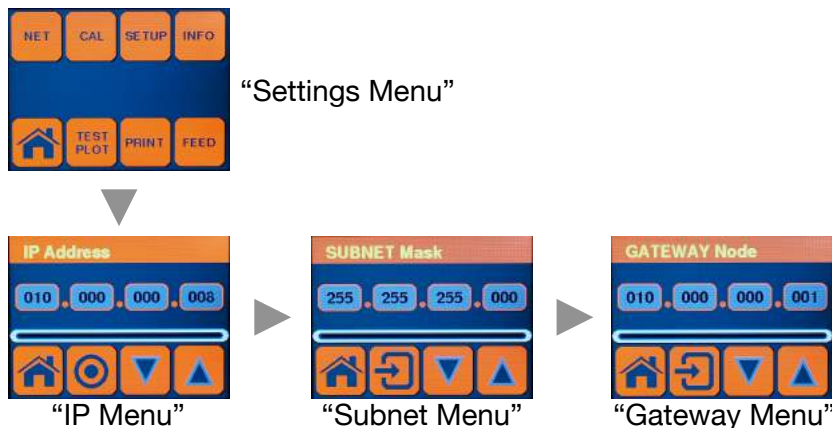 NET CAL SETUP INFO
“Settings Menu”
TEST PLOT PRINT FEED
IP Address
010.000.000.008
“IP Menu”
SUBNET Mask
255.255.255.000
“Subnet Menu”
GATEWAY Node
010.000.000.001
“Gateway Menu”